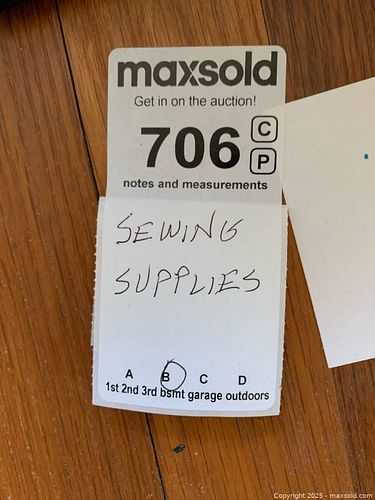 maxsold
Get in on the auction!
706 C
P
notes and measurements
SEWING
SUPPLIES
A B C D
1st 2nd 3rd bsmt garage outdoors
Copyright 2025 - maxsold.com